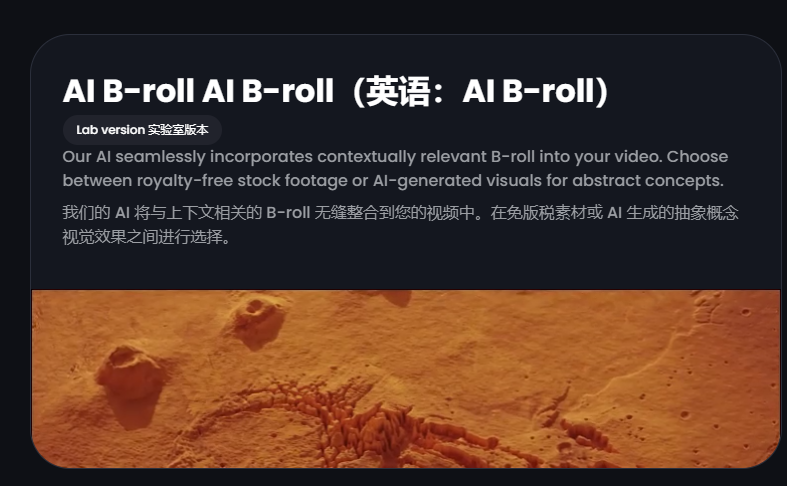 AI B-roll AI B-roll（英语：AI B-roll）
Lab version 实验室版本
Our AI seamlessly incorporates contextually relevant B-roll into your video. Choose
between royalty-free stock footage or AI-generated visuals for abstract concepts.
我们的 AI 将与上下文相关的 B-roll 无缝整合到您的视频中。在免版税素材或 AI 生成的抽象概念
视觉效果之间进行选择。